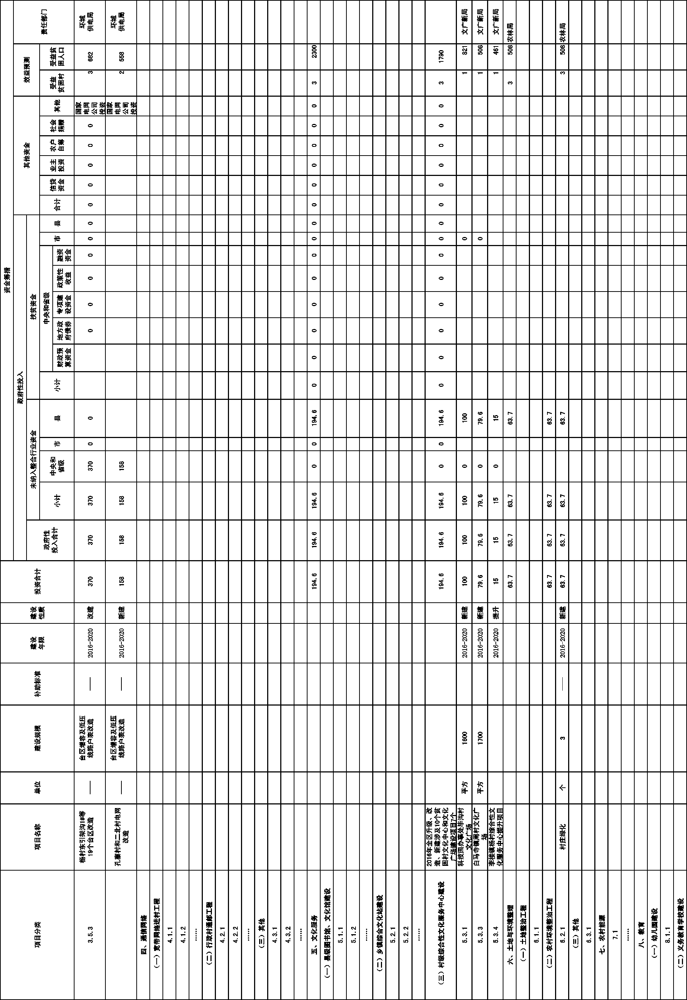 资金筹措
政府性投入
其他资金
效益预测
未纳入整合行业资金
扶贫资金
中央和省级
项目分类
项目名称
单位
建设规模
补助标准
建设
年限
建设
性质
投资合计
政府性
投入合计
小计
中央和
省级
市
县
小计
财政预
算资金
地方政
府债券
专项建
设资金
政策性
收益
融资
资金
市
县
合计
信贷
资金
业主
投资
农户
自筹
社会
捐赠
其他
受益
贫困村
受益贫
困人口
责任部门
3.5.3
杨村东引架沟1#等
19个台区改造
——
台区增容及低压
线路户表改造
——
2016-2020
改建
370
370
370
370
0
0
0
0
0
0
0
0
0
0
0
0
0
国家
电网
公司
投资
3
682
环城
供电局
孔寨村和二北村电网
改造
——
台区增容及低压
线路户表改造
——
2016-2020
新建
158
158
158
158
国家
电网
公司
投资
2
558
环城
供电局
四、通信网络
（一）宽带网络进村工程
4.1.1
4.1.2
……
（二）行政村通邮工程
4.2.1
4.2.2
……
（三）其他
4.3.1
4.3.2
……
五、文化服务
194.6
194.6
194.6
0
0
194.6
0
0
0
0
0
0
0
0
0
0
0
0
0
0
3
2300
（一）县级图书馆、文化馆建设
5.1.1
5.1.2
……
（二）乡镇综合文化站建设
5.2.1
5.2.2
……
（三）村级综合性文化服务中心建设
2016年全区升级、改
造、新建涉及10个贫
困村文化中心和文化
广场建设项目7个
194.6
194.6
194.6
0
0
194.6
0
0
0
0
0
0
0
0
0
0
0
0
0
0
3
1790
5.3.1
科技园办事处毕沟村
文化广场
平方
1600
2016-2020
新建
100
100
100
0
100
0
1
821
文广新局
5.3.3
白马寺镇周村文化广
场
平方
1700
2016-2020
新建
79.6
79.6
79.6
0
79.6
0
1
508
文广新局
5.3.4
李楼镇杨村综合性文
化服务中心提升项目
2016-2020
提升
15
15
15
0
15
1
461
文广新局
六、土地与环境整理
63.7
63.7
63.7
63.7
3
508
农林局
（一）土地整治工程
6.1.1
（二）农村环境整治工程
63.7
63.7
63.7
63.7
6.2.1
村庄绿化
个
3
——
2016-2020
新建
63.7
63.7
63.7
63.7
3
508
农林局
（三）其他
6.3.1
七、农村能源
7.1
……
八、教育
（一）幼儿园建设
8.1.1
（二）义务教育学校建设